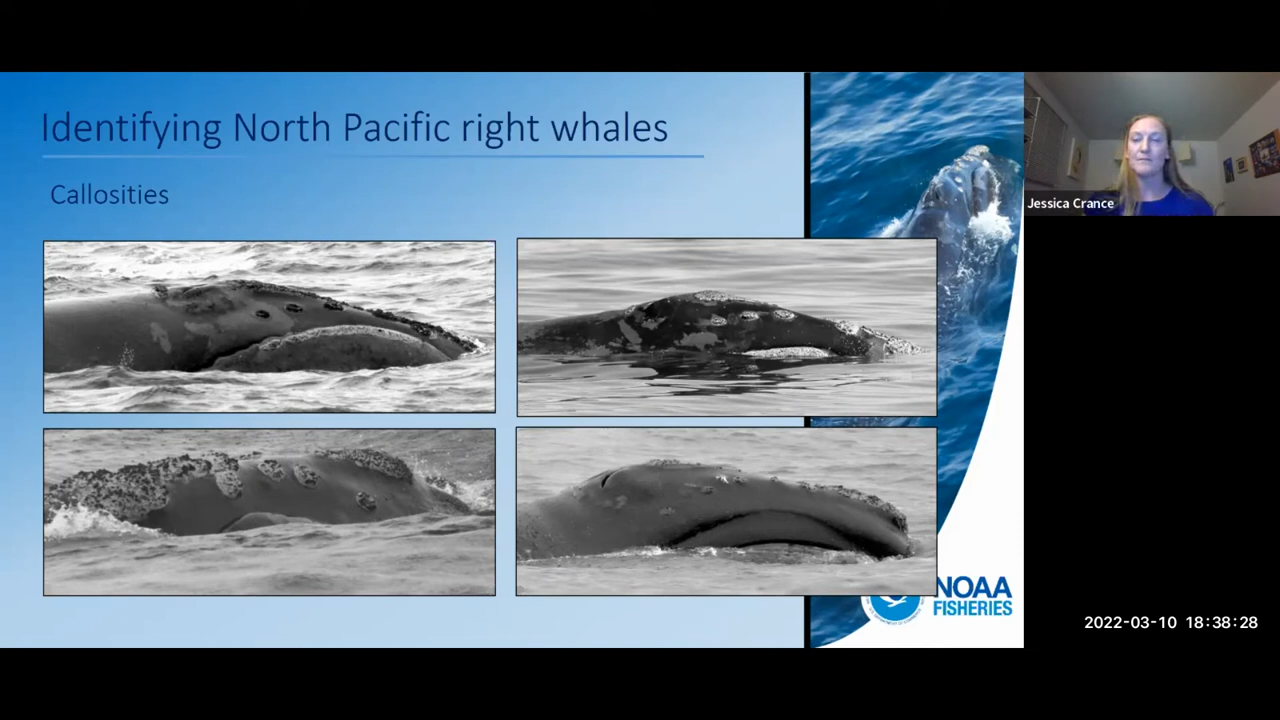 Identifying North Pacific right whales
Callosities
NOAA
FISHERIES
Jessica Crance
2022-03-10 18:38:28